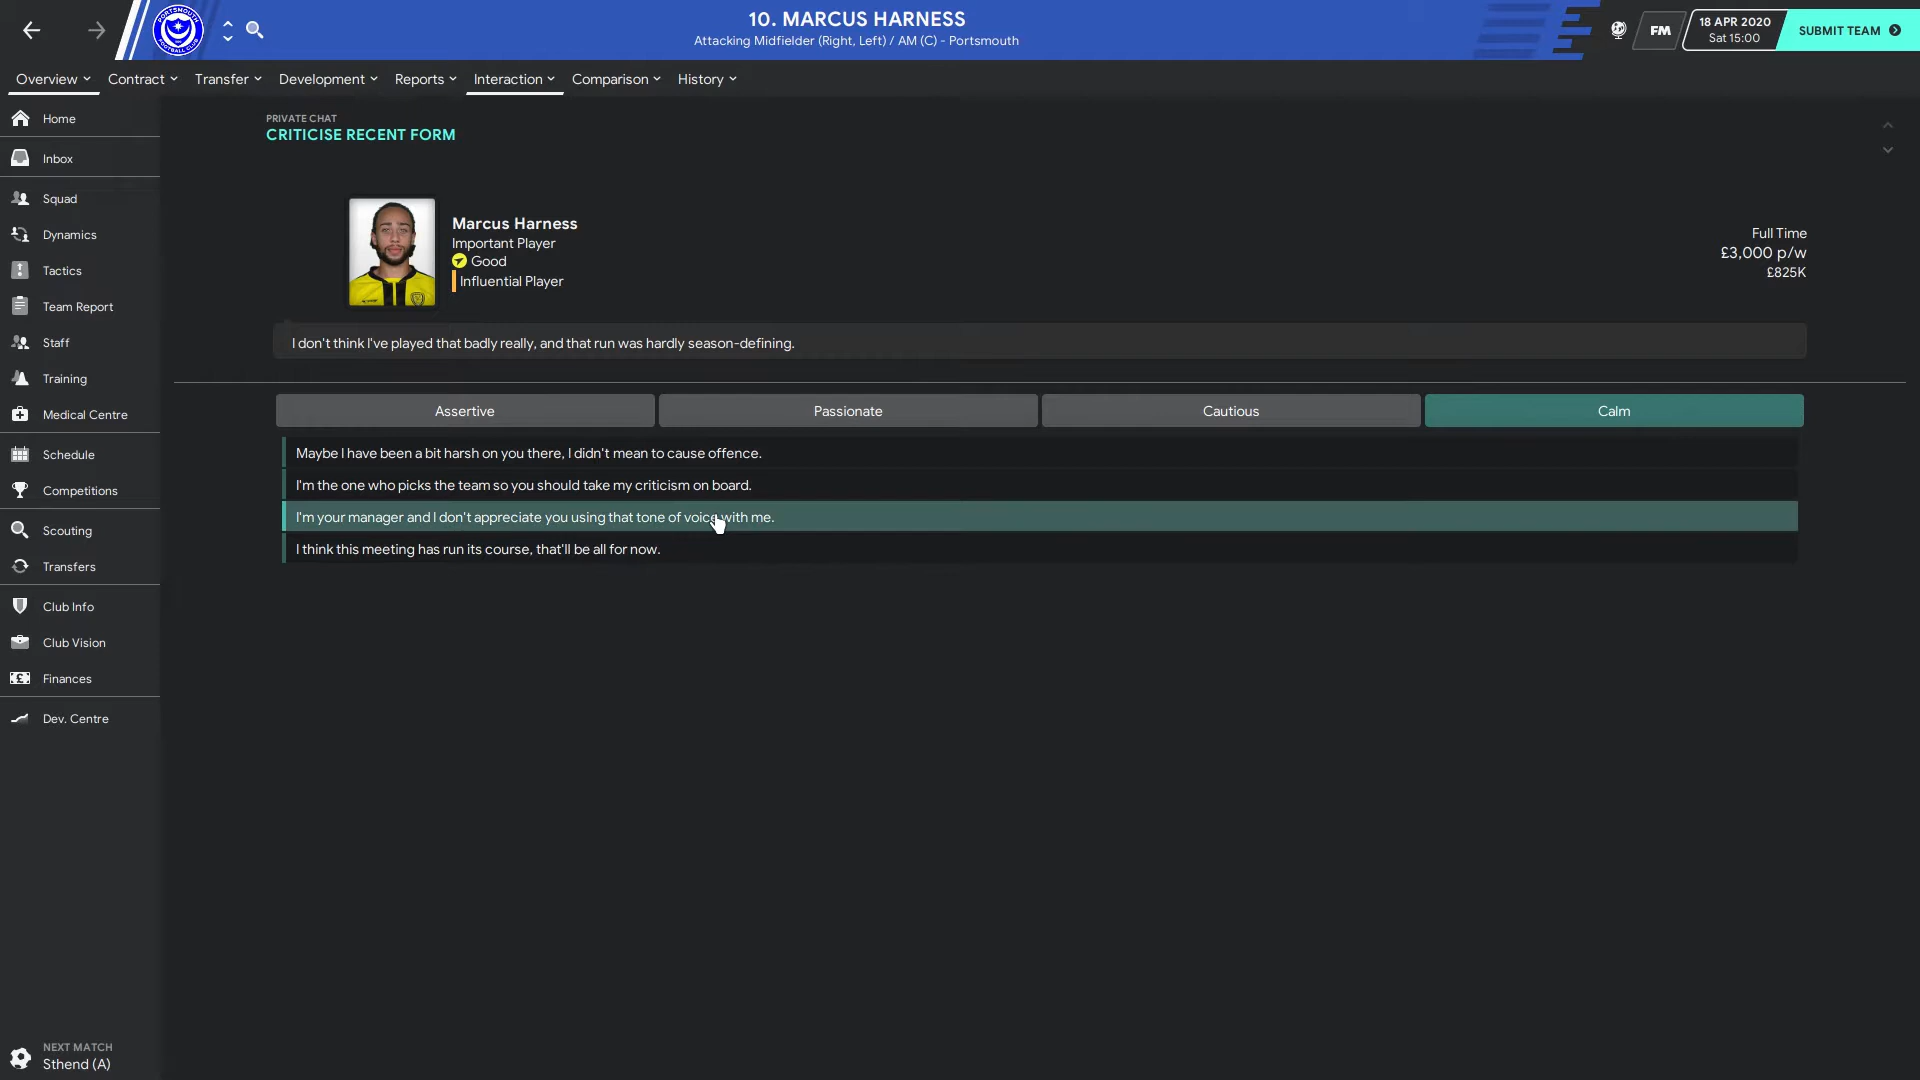 10. MARCUS HARNESS
Attacking Midfielder (Right, Left) / AM (C) - Portsmouth
FM
18 APR 2020
Sat 15:00
SUBMIT TEAM
Overview
Contract
Transfer
Development
Reports
Interaction
Comparison
History
Home
Inbox
Squad
Dynamics
Tactics
Team Report
Staff
Training
Medical Centre
Schedule
Competitions
Scouting
Transfers
Club Info
Club Vision
Finances
Dev. Centre
NEXT MATCH
Sthend (A)
PRIVATE CHAT
CRITICISE RECENT FORM
Marcus Harness
Important Player
Good
Influential Player
Full Time
£3,000 p/w
£825K
I don't think I've played that badly really, and that run was hardly season-defining.
Assertive
Passionate
Cautious
Calm
Maybe I have been a bit harsh on you there, I didn't mean to cause offence.
I'm the one who picks the team so you should take my criticism on board.
I'm your manager and I don't appreciate you using that tone of voice with me.
I think this meeting has run its course, that'll be all for now.